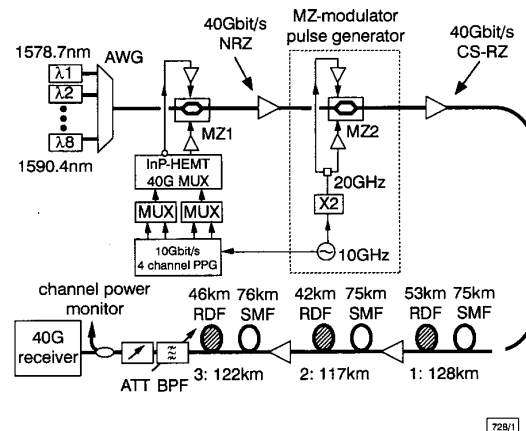 1578.7nm
λ1
λ2
λ8
1590.4nm
AWG
40Gbit/s
NRZ
MZ-modulator
pulse generator
40Gbit/s
CS-RZ
MZ1
MZ2
InP-HEMT
40G MUX
MUX
MUX
10Gbit/s
4 channel PPG
20GHz
X2
10GHz
channel power
monitor
40G
receiver
ATT
BPF
46km
RDF
76km
SMF
3: 122km
42km
RDF
75km
SMF
2: 117km
53km
RDF
75km
SMF
1: 128km
728/1